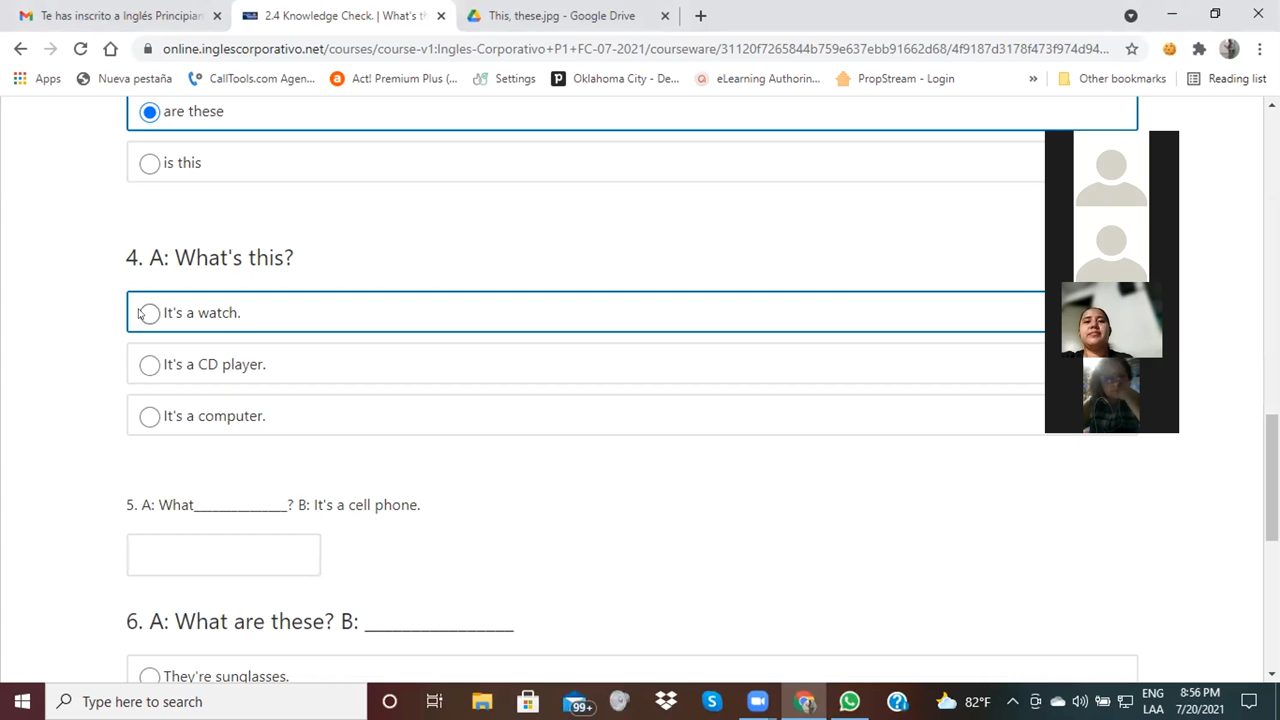 Te has inscrito a Inglés Principian
2.4 Knowledge Check. | What's th
This, these.jpg - Google Drive
online.inglescorporativo.net/courses/course-v1:Ingles-Corporativo+P1+FC-07-2021/courseware/31120f7265844b759e637ebb91662d68/4f9187d3178f473f974d94...
Apps
Nueva pestaña
CallTools.com Agen...
Act! Premium Plus (...
Settings
Oklahoma City - De...
eLearning Authorin...
PropStream - Login
»
Other bookmarks
Reading list
are these
is this
4. A: What's this?
It's a watch.
It's a CD player.
It's a computer.
5. A: What_____________? B: It's a cell phone.
6. A: What are these? B: _______________
They're sunglasses.
Type here to search
99+
82°F
ENG
LAA
8:56 PM
7/20/2021